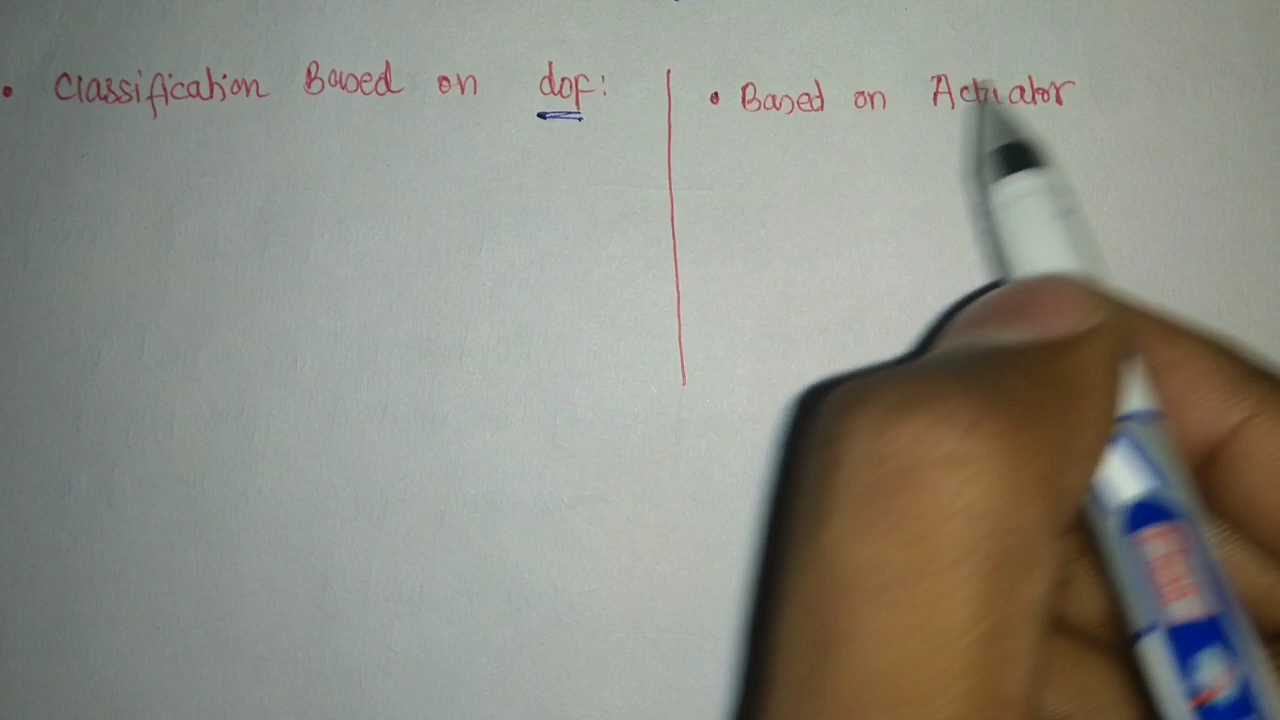 • Classification Based on dof:
• Based on Actuator